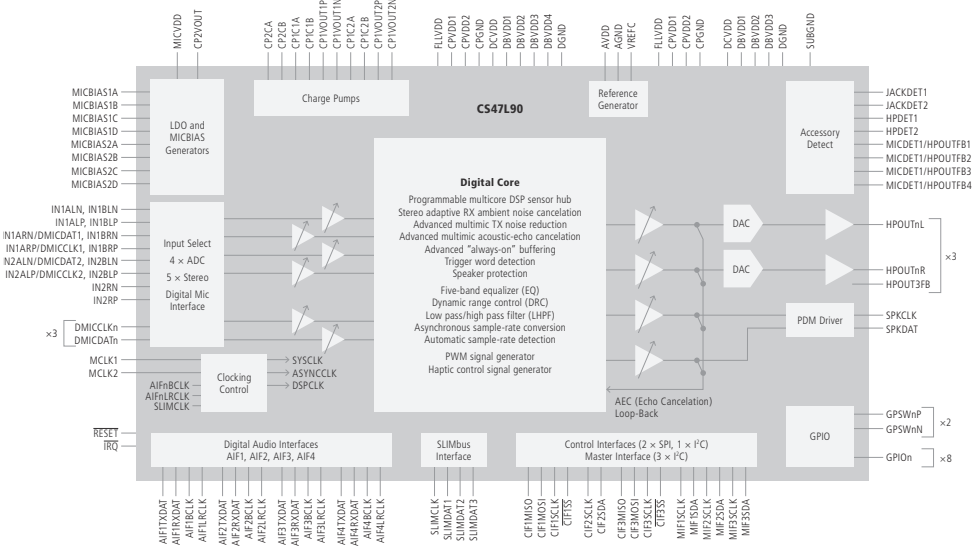 MICVDD
CP2VOUT
CP2CA
CP2CB
CP1C1A
CP1C1B
CP1VOUT1P
CP1VOUT1N
CP1C2A
CP1C2B
CP1VOUT2P
CP1VOUT2N
FLLVDD
CPVDD1
CPVDD2
CPGND
DCVDD
DBVDD1
DBVDD2
DBVDD3
DBVDD4
DGND
AVDD
AGND
VREFC
FLLVDD
CPVDD1
CPVDD2
CPGND
DCVDD
DBVDD1
DBVDD2
DBVDD3
DGND
SUBGND
MICBIAS1A
MICBIAS1B
MICBIAS1C
MICBIAS1D
MICBIAS2A
MICBIAS2B
MICBIAS2C
MICBIAS2D
LDO and
MICBIAS
Generators
Charge Pumps
CS47L90
Reference
Generator
Accessory
Detect
JACKDET1
JACKDET2
HPDET1
HPDET2
MICDET1/HPOUTFB1
MICDET1/HPOUTFB2
MICDET1/HPOUTFB3
MICDET1/HPOUTFB4
IN1ALN, IN1BLN
IN1ALP, IN1BLP
IN1ARN/DMICDAT1, IN1BRN
IN1ARP/DMICCLK1, IN1BRP
IN2ALN/DMICDAT2, IN2BLN
IN2ALP/DMICCLK2, IN2BLP
IN2RN
IN2RP
×3
DMICCLKn
DMICDATn
Input Select
4 × ADC
5 × Stereo
Digital Mic
Interface
Digital Core
Programmable multicore DSP sensor hub
Stereo adaptive RX ambient noise cancelation
Advanced multimic TX noise reduction
Advanced multimic acoustic-echo cancelation
Advanced “always-on” buffering
Trigger word detection
Speaker protection
Five-band equalizer (EQ)
Dynamic range control (DRC)
Low pass/high pass filter (LHPF)
Asynchronous sample-rate conversion
Automatic sample-rate detection
PWM signal generator
Haptic control signal generator
DAC
DAC
HPOUTnL
HPOUTnR
HPOUT3FB
×3
PDM Driver
SPKCLK
SPKDAT
MCLK1
MCLK2
AIFnBCLK
AIFnLRCLK
SLIMCLK
Clocking
Control
SYSCLK
ASYNCCLK
DSPCLK
AEC (Echo Cancelation)
Loop-Back
GPIO
GPSWnP
GPSWnN
×2
GPIOn
×8
RESET
IRQ
Digital Audio Interfaces
AIF1, AIF2, AIF3, AIF4
SLIMbus
Interface
Control Interfaces (2 × SPI, 1 × I²C)
Master Interface (3 × I²C)
AIF1TXDAT
AIF1RXDAT
AIF1BCLK
AIF1LRCLK
AIF2TXDAT
AIF2RXDAT
AIF2BCLK
AIF2LRCLK
AIF3TXDAT
AIF3RXDAT
AIF3BCLK
AIF3LRCLK
AIF4TXDAT
AIF4RXDAT
AIF4BCLK
AIF4LRCLK
SLIMCLK
SLIMDAT1
SLIMDAT2
SLIMDAT3
CIF1MISO
CIF1MOSI
CIF1SCLK
CIF1SS
CIF2SCLK
CIF2SDA
CIF3MISO
CIF3MOSI
CIF3SCLK
CIF3SS
MIF1SCLK
MIF1SDA
MIF2SCLK
MIF2SDA
MIF3SCLK
MIF3SDA